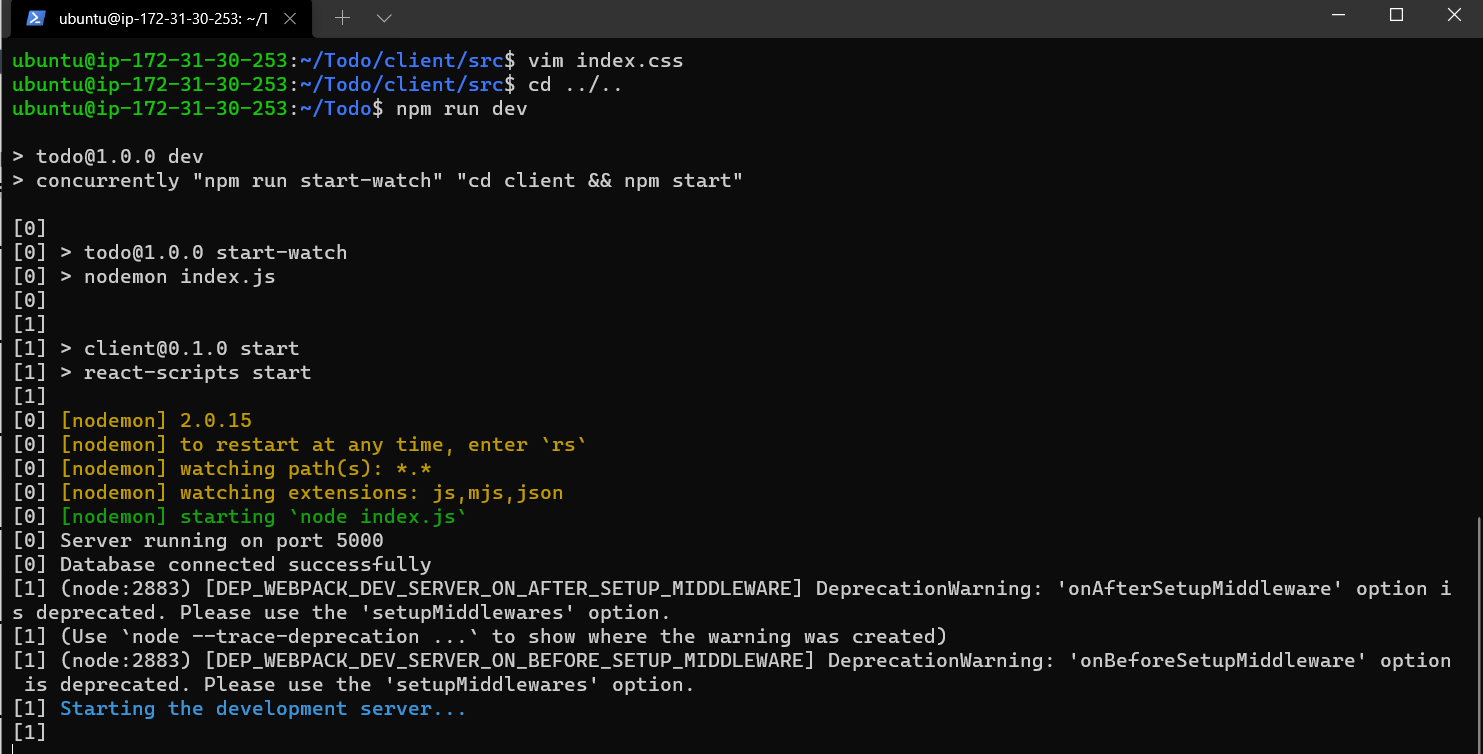 ubuntu@ip-172-31-30-253: ~/T
ubuntu@ip-172-31-30-253:~/Todo/client/src$ vim index.css
ubuntu@ip-172-31-30-253:~/Todo/client/src$ cd ../..
ubuntu@ip-172-31-30-253:~/Todo$ npm run dev
> todo@1.0.0 dev
> concurrently "npm run start-watch" "cd client && npm start"
[0]
[0] > todo@1.0.0 start-watch
[0] > nodemon index.js
[0]
[1]
[1] > client@0.1.0 start
[1] > react-scripts start
[1]
[0] [nodemon] 2.0.15
[0] [nodemon] to restart at any time, enter `rs`
[0] [nodemon] watching path(s): *.*
[0] [nodemon] watching extensions: js,mjs,json
[0] [nodemon] starting `node index.js`
[0] Server running on port 5000
[0] Database connected successfully
[1] (node:2883) [DEP_WEBPACK_DEV_SERVER_ON_AFTER_SETUP_MIDDLEWARE] DeprecationWarning: 'onAfterSetupMiddleware' option i
s deprecated. Please use the 'setupMiddlewares' option.
[1] (Use `node --trace-deprecation ...` to show where the warning was created)
[1] (node:2883) [DEP_WEBPACK_DEV_SERVER_ON_BEFORE_SETUP_MIDDLEWARE] DeprecationWarning: 'onBeforeSetupMiddleware' option
 is deprecated. Please use the 'setupMiddlewares' option.
[1] Starting the development server...
[1]